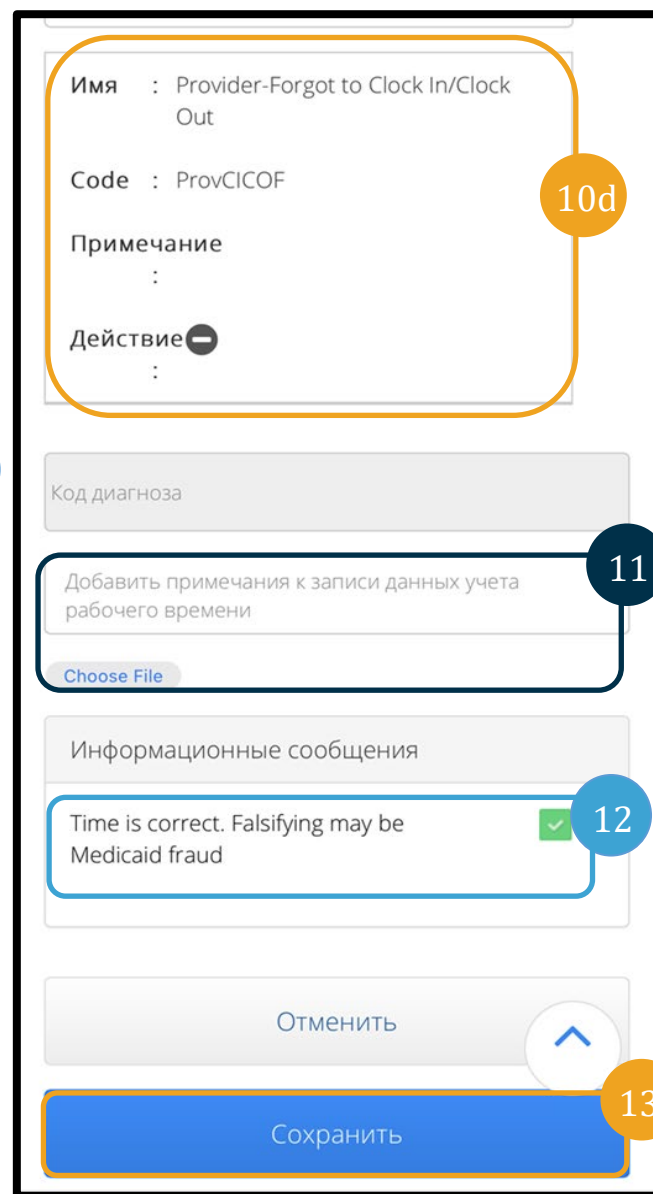 Имя : Provider-Forgot to Clock In/Clock
Out
10d
Code : ProvCICOF
Примечание
:
Действие
:
Код диагноза
11
Добавить примечания к записи данных учета
рабочего времени
Choose File
Информационные сообщения
Time is correct. Falsifying may be
12
Medicaid fraud
Отменить
13
Сохранить